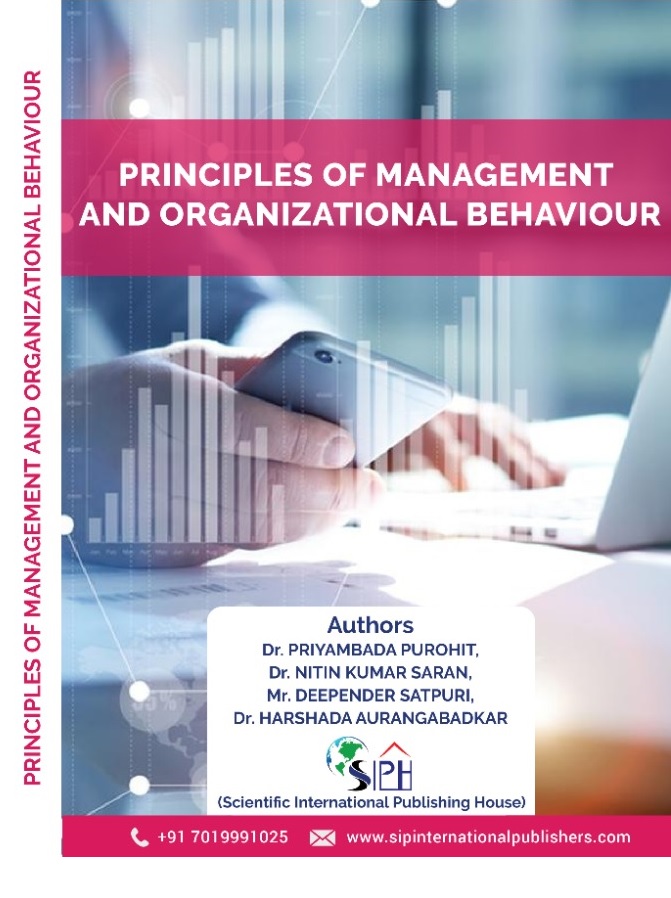 PRINCIPLES OF MANAGEMENT AND ORGANIZATIONAL BEHAVIOUR
PRINCIPLES OF MANAGEMENT
AND ORGANIZATIONAL BEHAVIOUR
Authors
Dr. PRIYAMBADA PUROHIT,
Dr. NITIN KUMAR SARAN,
Mr. DEEPENDER SATPURI,
Dr. HARSHADA AURANGABADKAR
SIPH
(Scientific International Publishing House)
+91 7019991025 www.sipinternationalpublishers.com